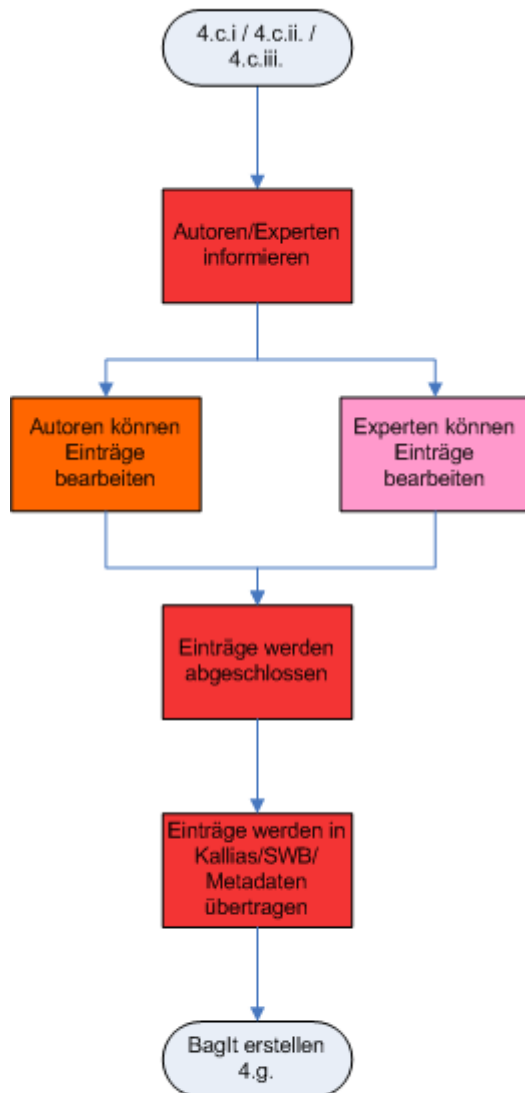 4.c.i / 4.c.ii. /
4.c.iii.
Autoren/Experten
informieren
Autoren können
Einträge
bearbeiten
Experten können
Einträge
bearbeiten
Einträge werden
abgeschlossen
Einträge werden in
Kallias/SWB/
Metadaten
übertragen
BagIt erstellen
4.g.